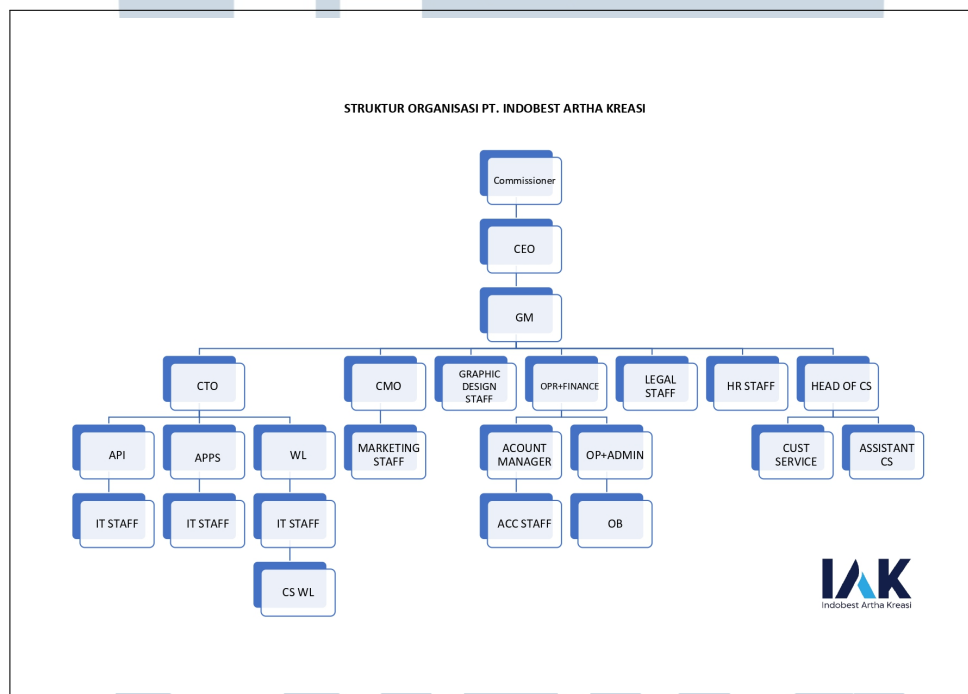 STRUKTUR ORGANISASI PT. INDOBEST ARTHA KREASI
Commissioner
CEO
GM
CTO
CMO
GRAPHIC
DESIGN
STAFF
OPR+FINANCE
LEGAL
STAFF
HR STAFF
HEAD OF CS
API
APPS
WL
MARKETING
STAFF
ACOUNT
MANAGER
OP+ADMIN
CUST
SERVICE
ASSISTANT
CS
IT STAFF
IT STAFF
IT STAFF
ACC STAFF
OB
CS WL
IAK
Indobest Artha Kreasi